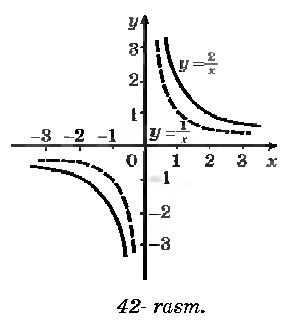 y
3
y = 2/x
2
1
-3 -2 -1
y = 1/x
0 1 2 3 x
-1
-2
-3
42- rasm.